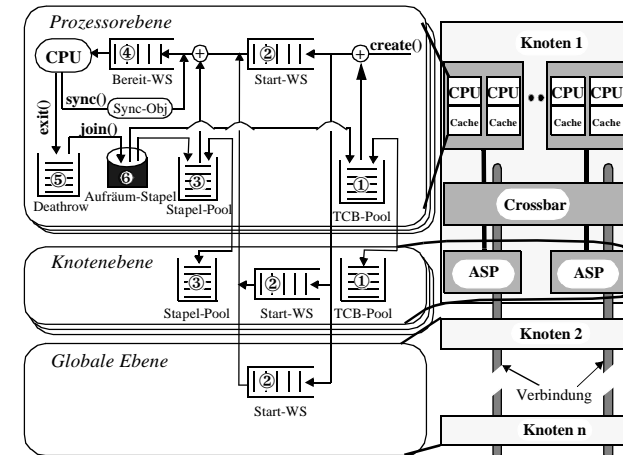 Prozessorebene
CPU
④
Bereit-WS
+
②
Start-WS
+
create()
sync()
Sync-Obj
exit()
join()
⑤
Deathrow
⑥
Aufräum-Stapel
③
Stapel-Pool
①
TCB-Pool
Knotenebene
③
Stapel-Pool
②
Start-WS
①
TCB-Pool
Globale Ebene
②
Start-WS
Knoten 1
CPU CPU CPU CPU
Cache Cache Cache Cache
Crossbar
ASP ASP
Knoten 2
Verbindung
Knoten n